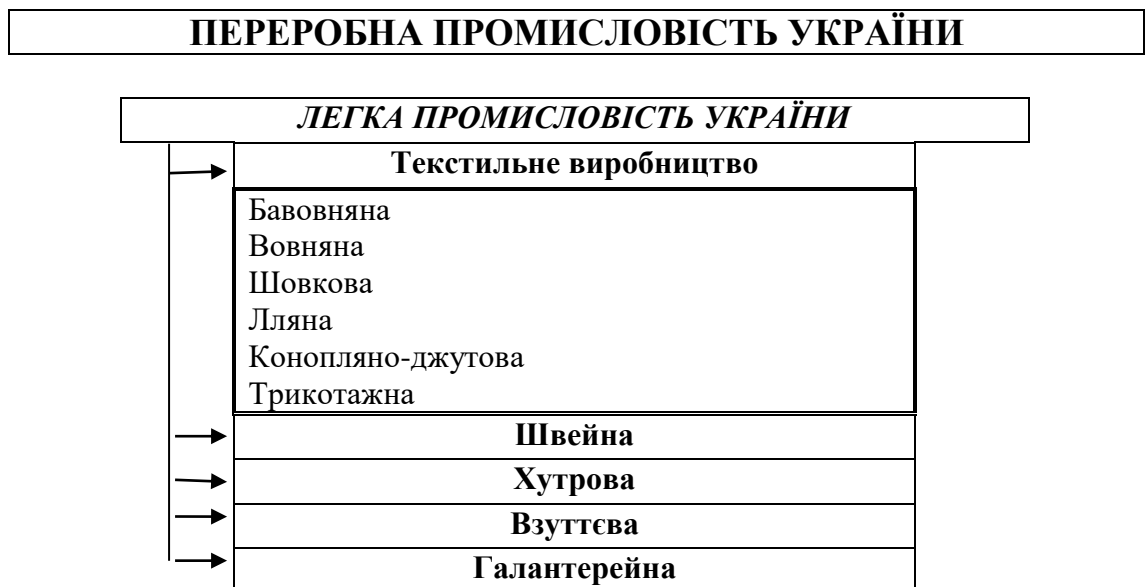 ПЕРЕРОБНА ПРОМИСЛОВІСТЬ УКРАЇНИ
ЛЕГКА ПРОМИСЛОВІСТЬ УКРАЇНИ
Текстильне виробництво
Бавовняна
Вовняна
Шовкова
Лляна
Конопляно-джутова
Трикотажна
Швейна
Хутрова
Взуттєва
Галантерейна